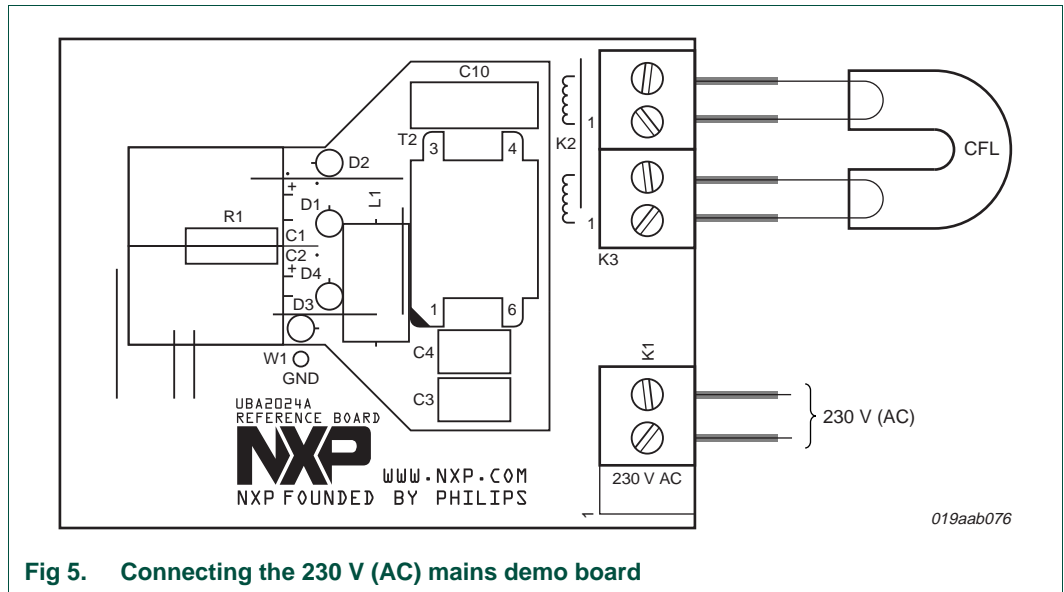 C10
T2
3
4
D2
+
L1
D1
R1
C1
C2
+
D4
D3
1
6
W1
GND
C4
C3
1
K2
1
K3
CFL
K1
230 V (AC)
230 V AC
1
UBA2024A
REFERENCE BOARD
NXP
WWW.NXP.COM
NXP FOUNDED BY PHILIPS
019aab076
Fig 5. Connecting the 230 V (AC) mains demo board